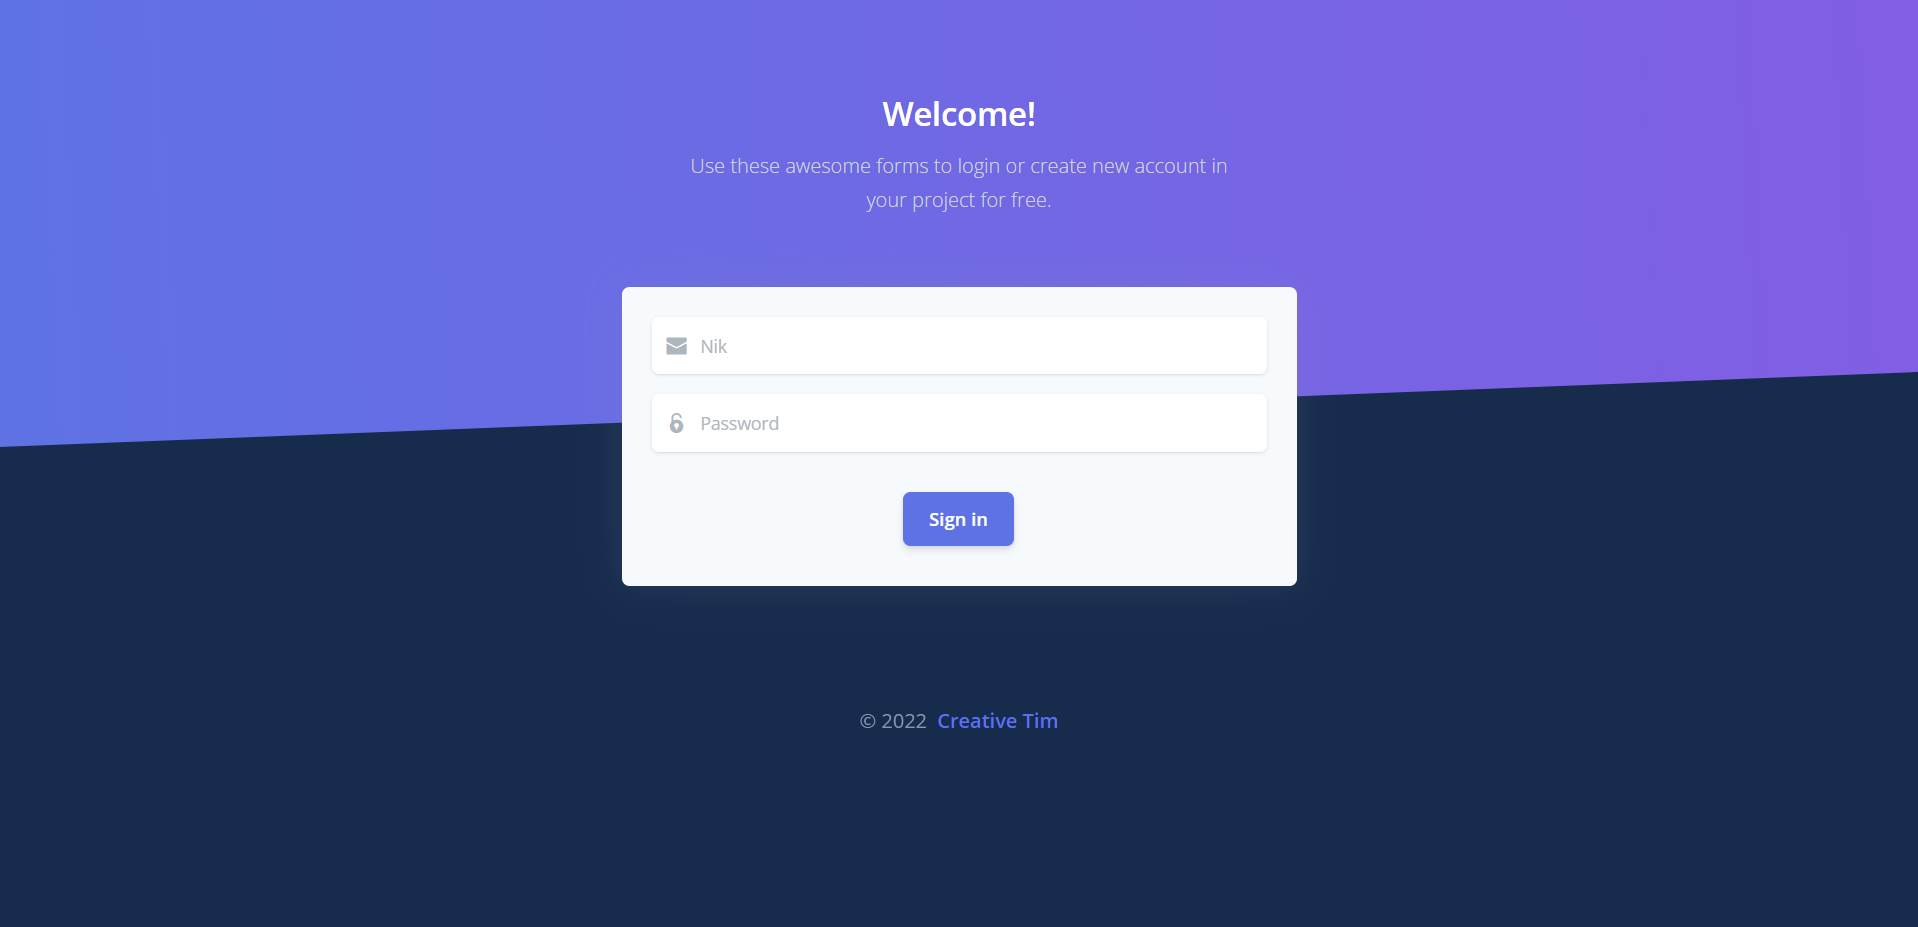 Welcome!
Use these awesome forms to login or create new account in
your project for free.
Nik
Password
Sign in
© 2022 Creative Tim